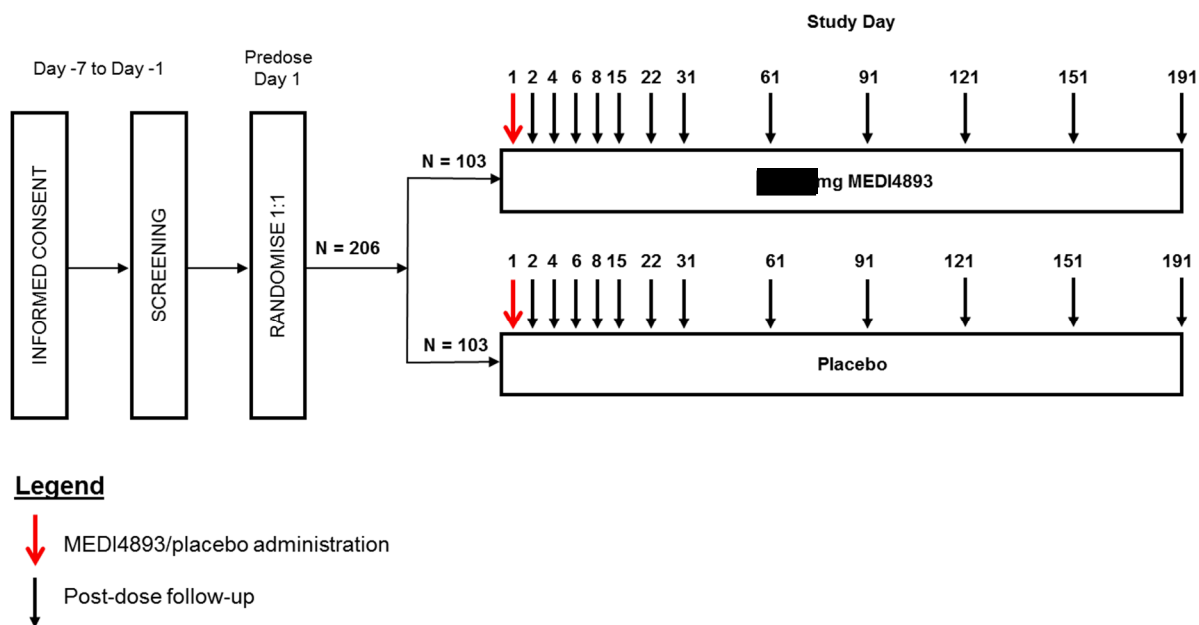 Study Day
Day -7 to Day -1
Predose
Day 1
INFORMED CONSENT
SCREENING
RANDOMISE 1:1
N = 206
N = 103
1 2 4 6 8 15 22 31 61 91 121 151 191
mg MEDI4893
N = 103
1 2 4 6 8 15 22 31 61 91 121 151 191
Placebo
Legend
MEDI4893/placebo administration
Post-dose follow-up